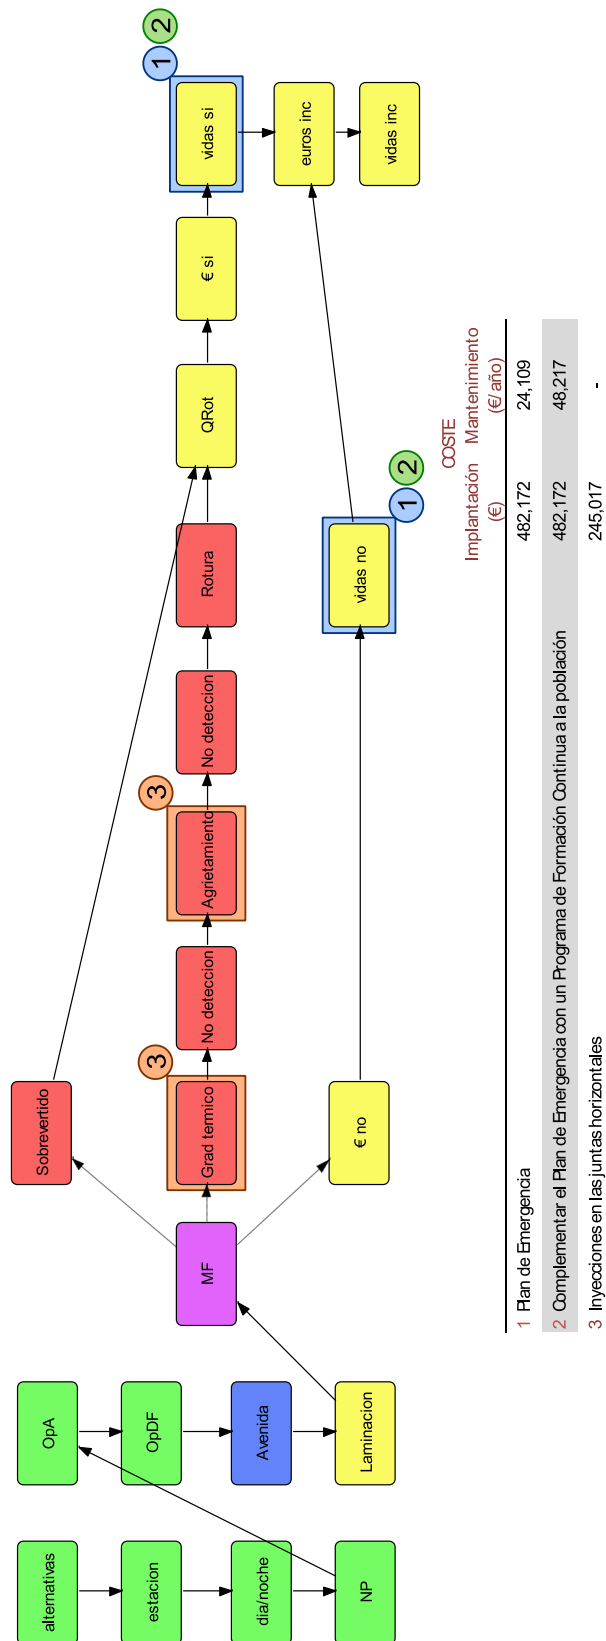 alternativas
estacion
dia/noche
NP
OpA
OpDF
Avenida
Laminacion
MF
Sobrevertido
Grad termico
3
No deteccion
Agrietamiento
3
No deteccion
Rotura
QRot
€ si
vidas si
1 2
€ no
vidas no
1 2
euros inc
vidas inc
COSTE
Implantación Mantenimiento
(€) (€/año)
1 Plan de Emergencia 482,172 24,109
2 Complementar el Plan de Emergencia con un Programa de Formación Continua a la población 482,172 48,217
3 Inyecciones en las juntas horizontales 245,017 -